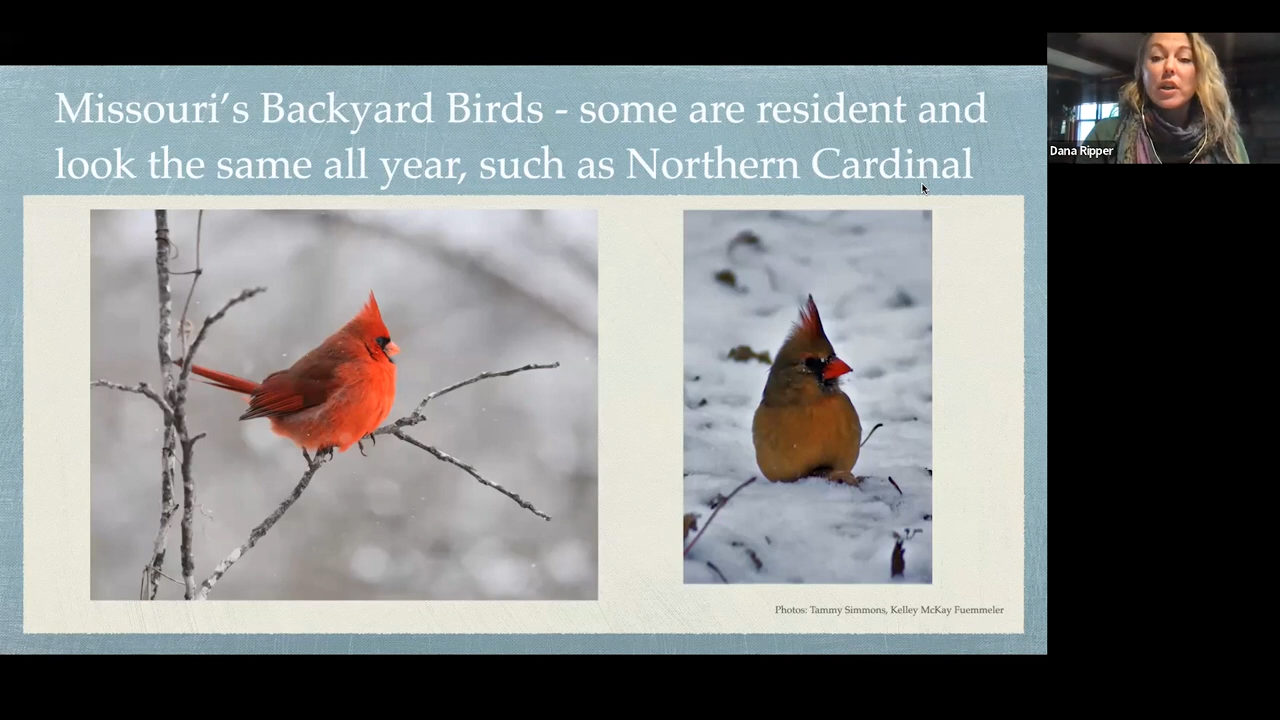 Missouri’s Backyard Birds - some are resident and
look the same all year, such as Northern Cardinal
Dana Ripper
Photos: Tammy Simmons, Kelley McKay Fuemmeler